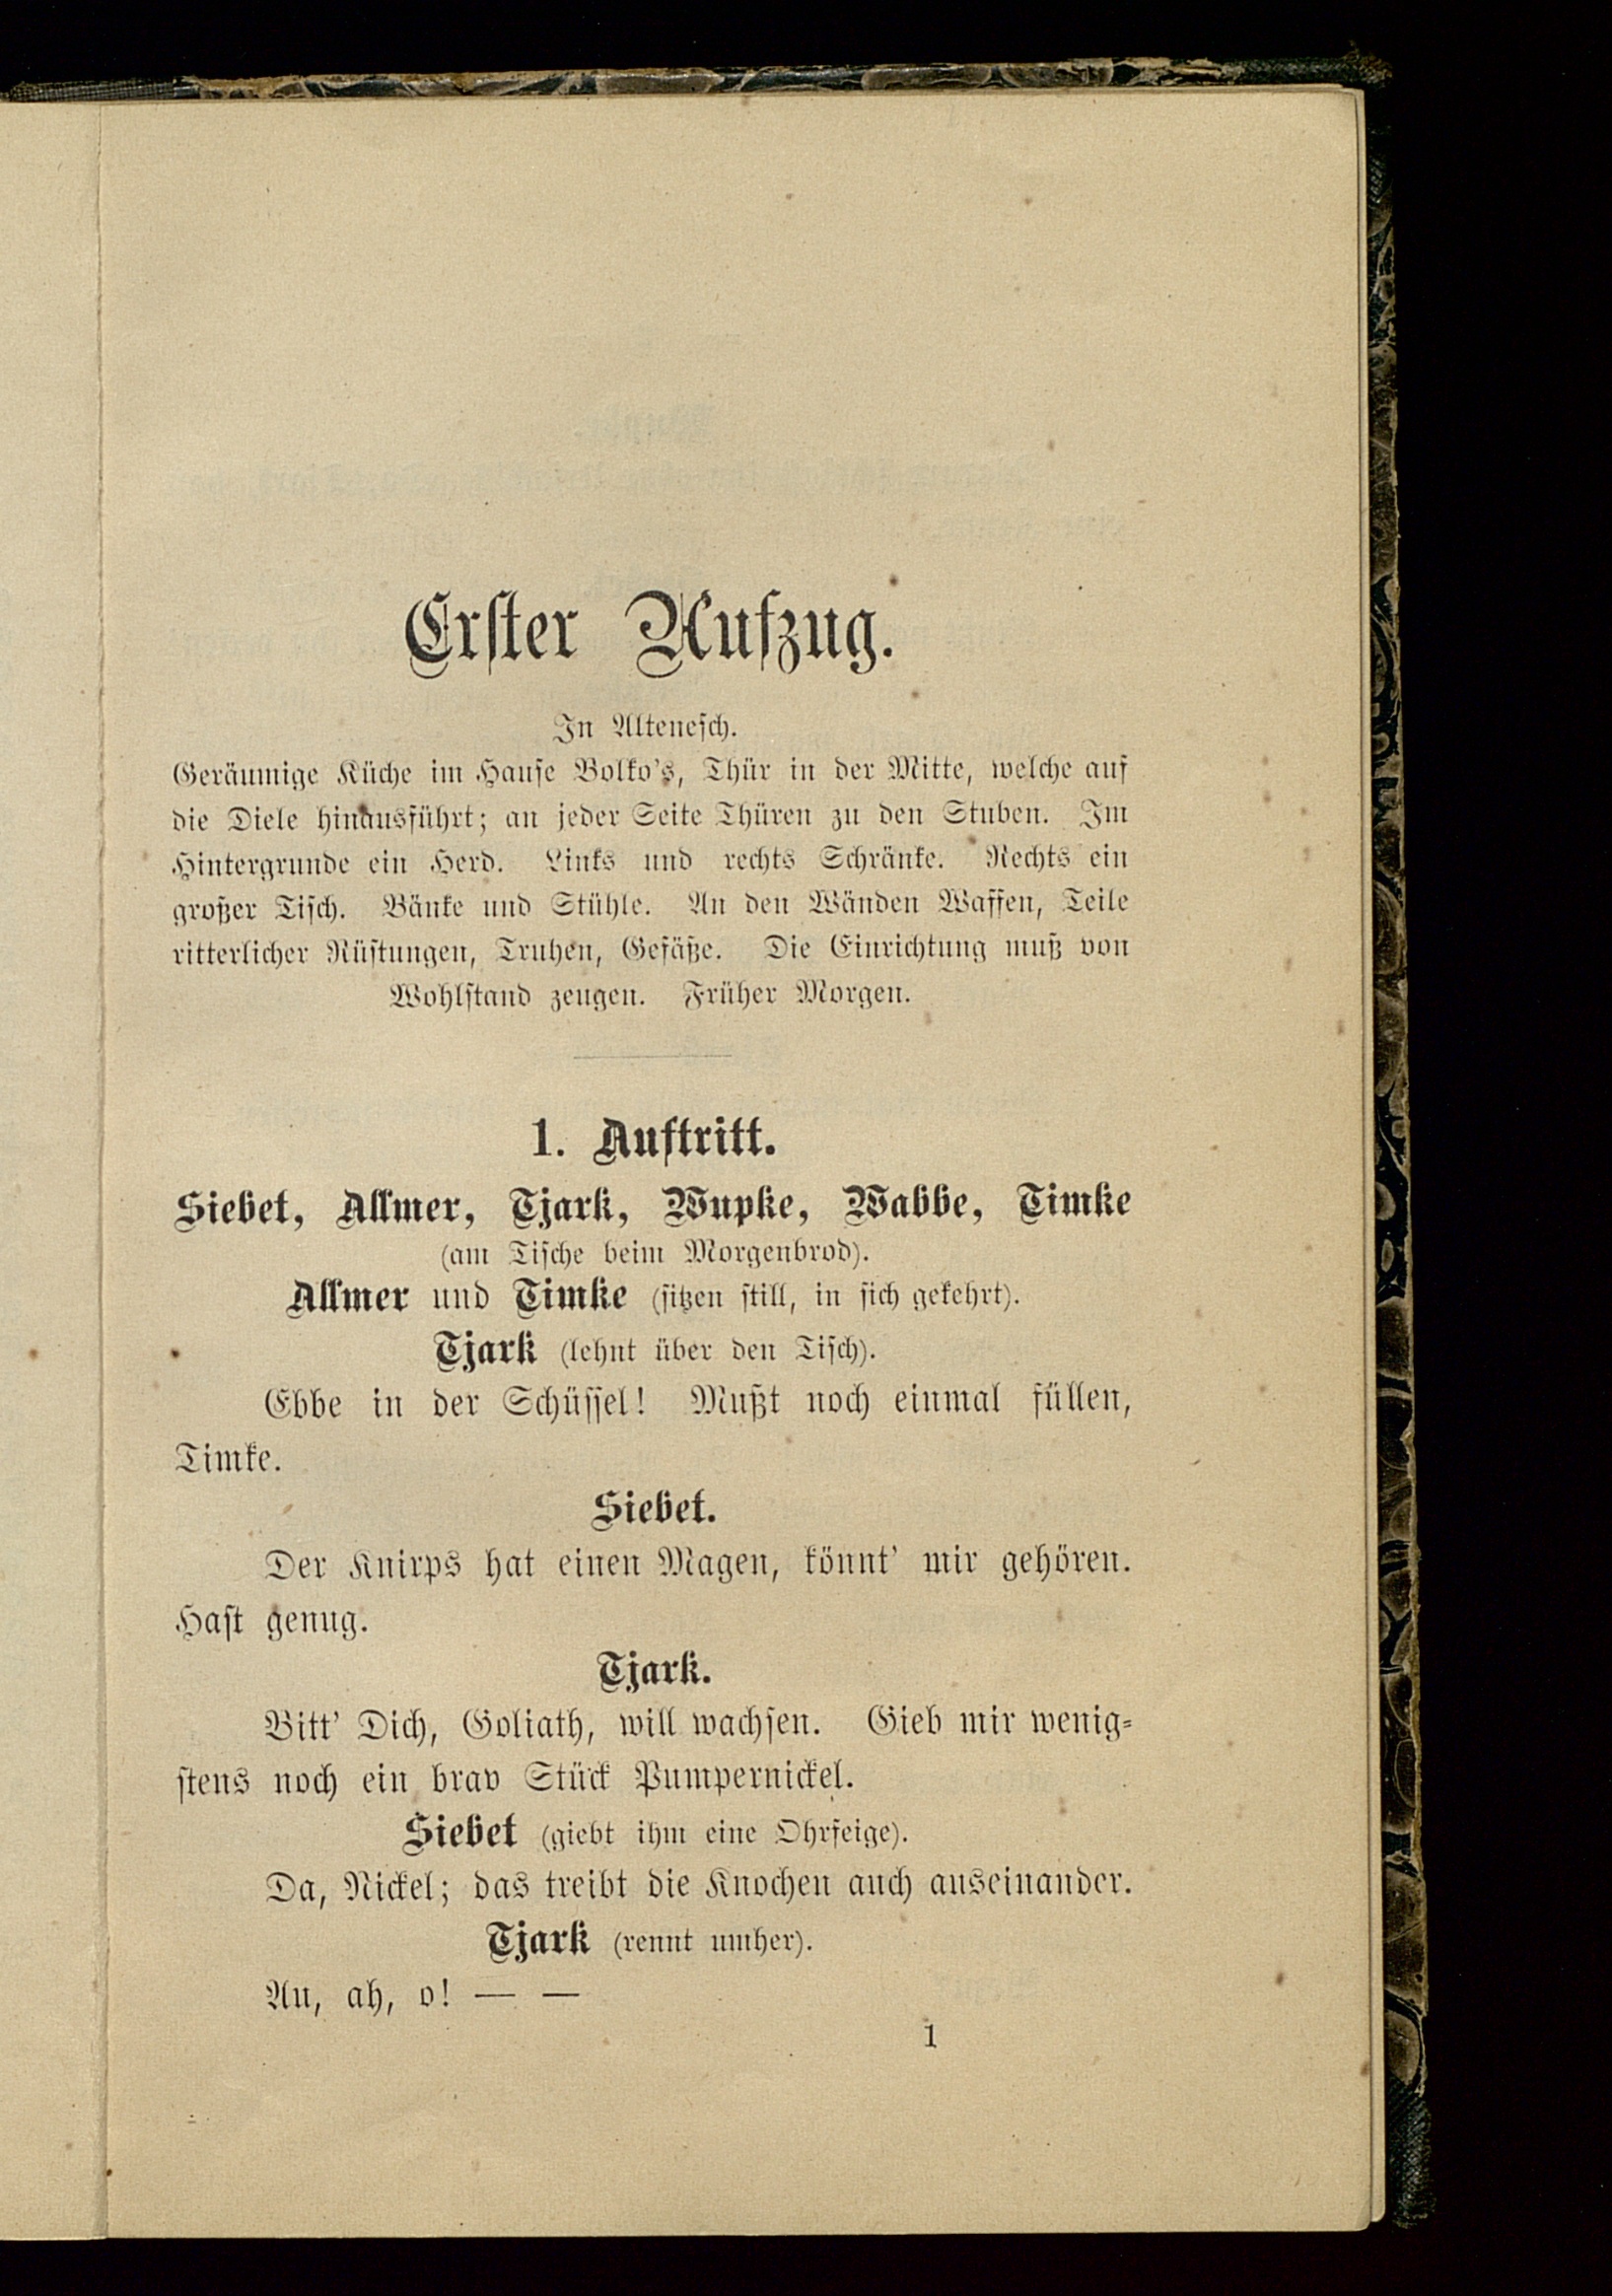 Erster Aufzug.
In Altenesch.
Geräumige Küche im Hause Bolko's, Thür in der Mitte, welche auf
die Diele hinausführt; an jeder Seite Thüren zu den Stuben. Im
Hintergrunde ein Herd. Links und rechts Schränke. Rechts ein
großer Tisch. Bänke und Stühle. An den Wänden Waffen, Teile
ritterlicher Rüstungen, Truhen, Gefäße. Die Einrichtung muß von
Wohlstand zeugen. Früher Morgen.
1. Auftritt.
Siebet, Allmer, Tjark, Wupke, Wabbe, Timke
(am Tische beim Morgenbrod).
Allmer und Timke (sitzen still, in sich gekehrt).
Tjark (lehnt über den Tisch).
Ebbe in der Schüssel! Mußt noch einmal füllen,
Timke.
Siebet.
Der Knirps hat einen Magen, könnt' mir gehören.
Hast genug.
Tjark.
Bitt' Dich, Goliath, will wachsen. Gieb mir wenig-
stens noch ein brav Stück Pumpernickel.
Siebet (giebt ihm eine Ohrfeige).
Da, Nickel; das treibt die Knochen auch auseinander.
Tjark (rennt umher).
Au, ah, o! — —
1